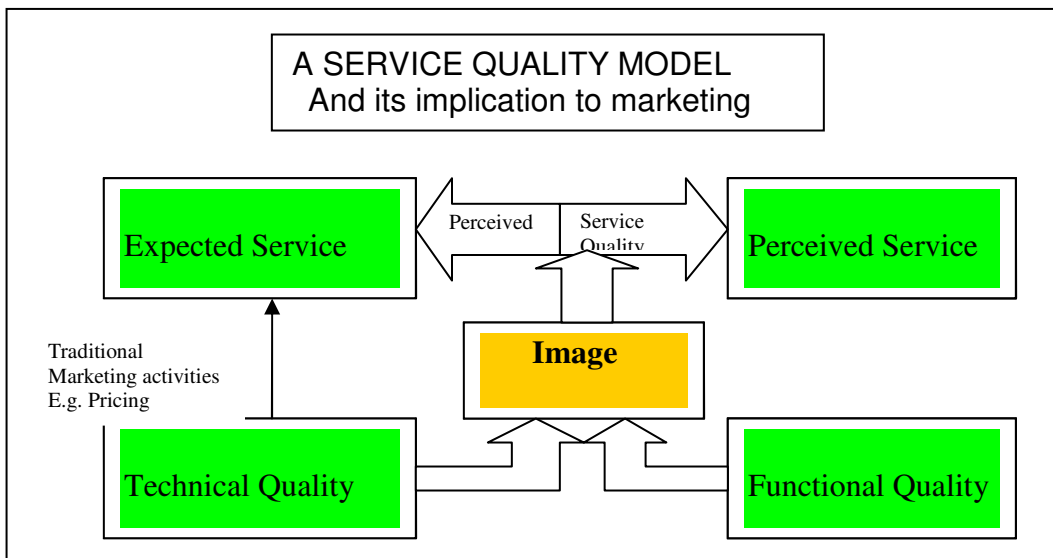 A SERVICE QUALITY MODEL
And its implication to marketing
Expected Service
Perceived
Service
Quality
Perceived Service
Traditional
Marketing activities
E.g. Pricing
Image
Technical Quality
Functional Quality